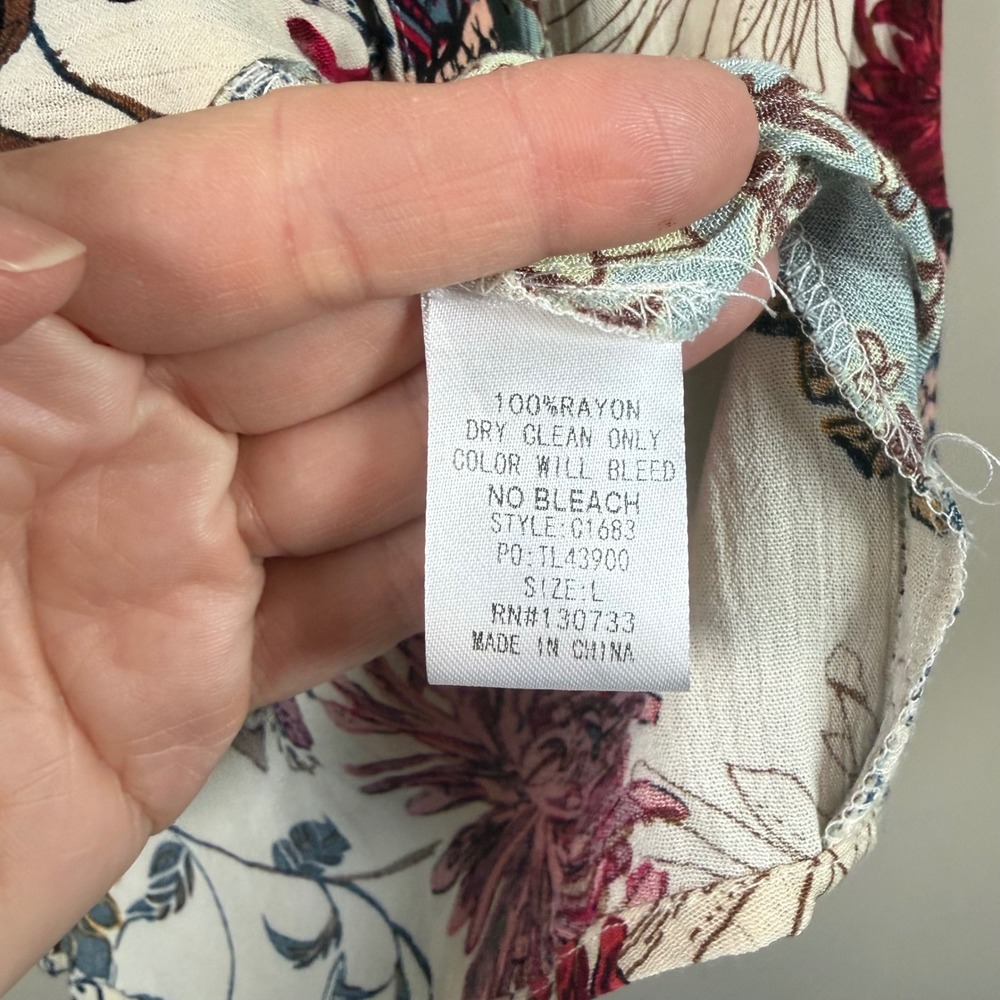 100%RAYON
DRY CLEAN ONLY
COLOR WILL BLEED
NO BLEACH
STYLE:C1683
PO:TL43900
SIZE:L
RN#130733
MADE IN CHINA